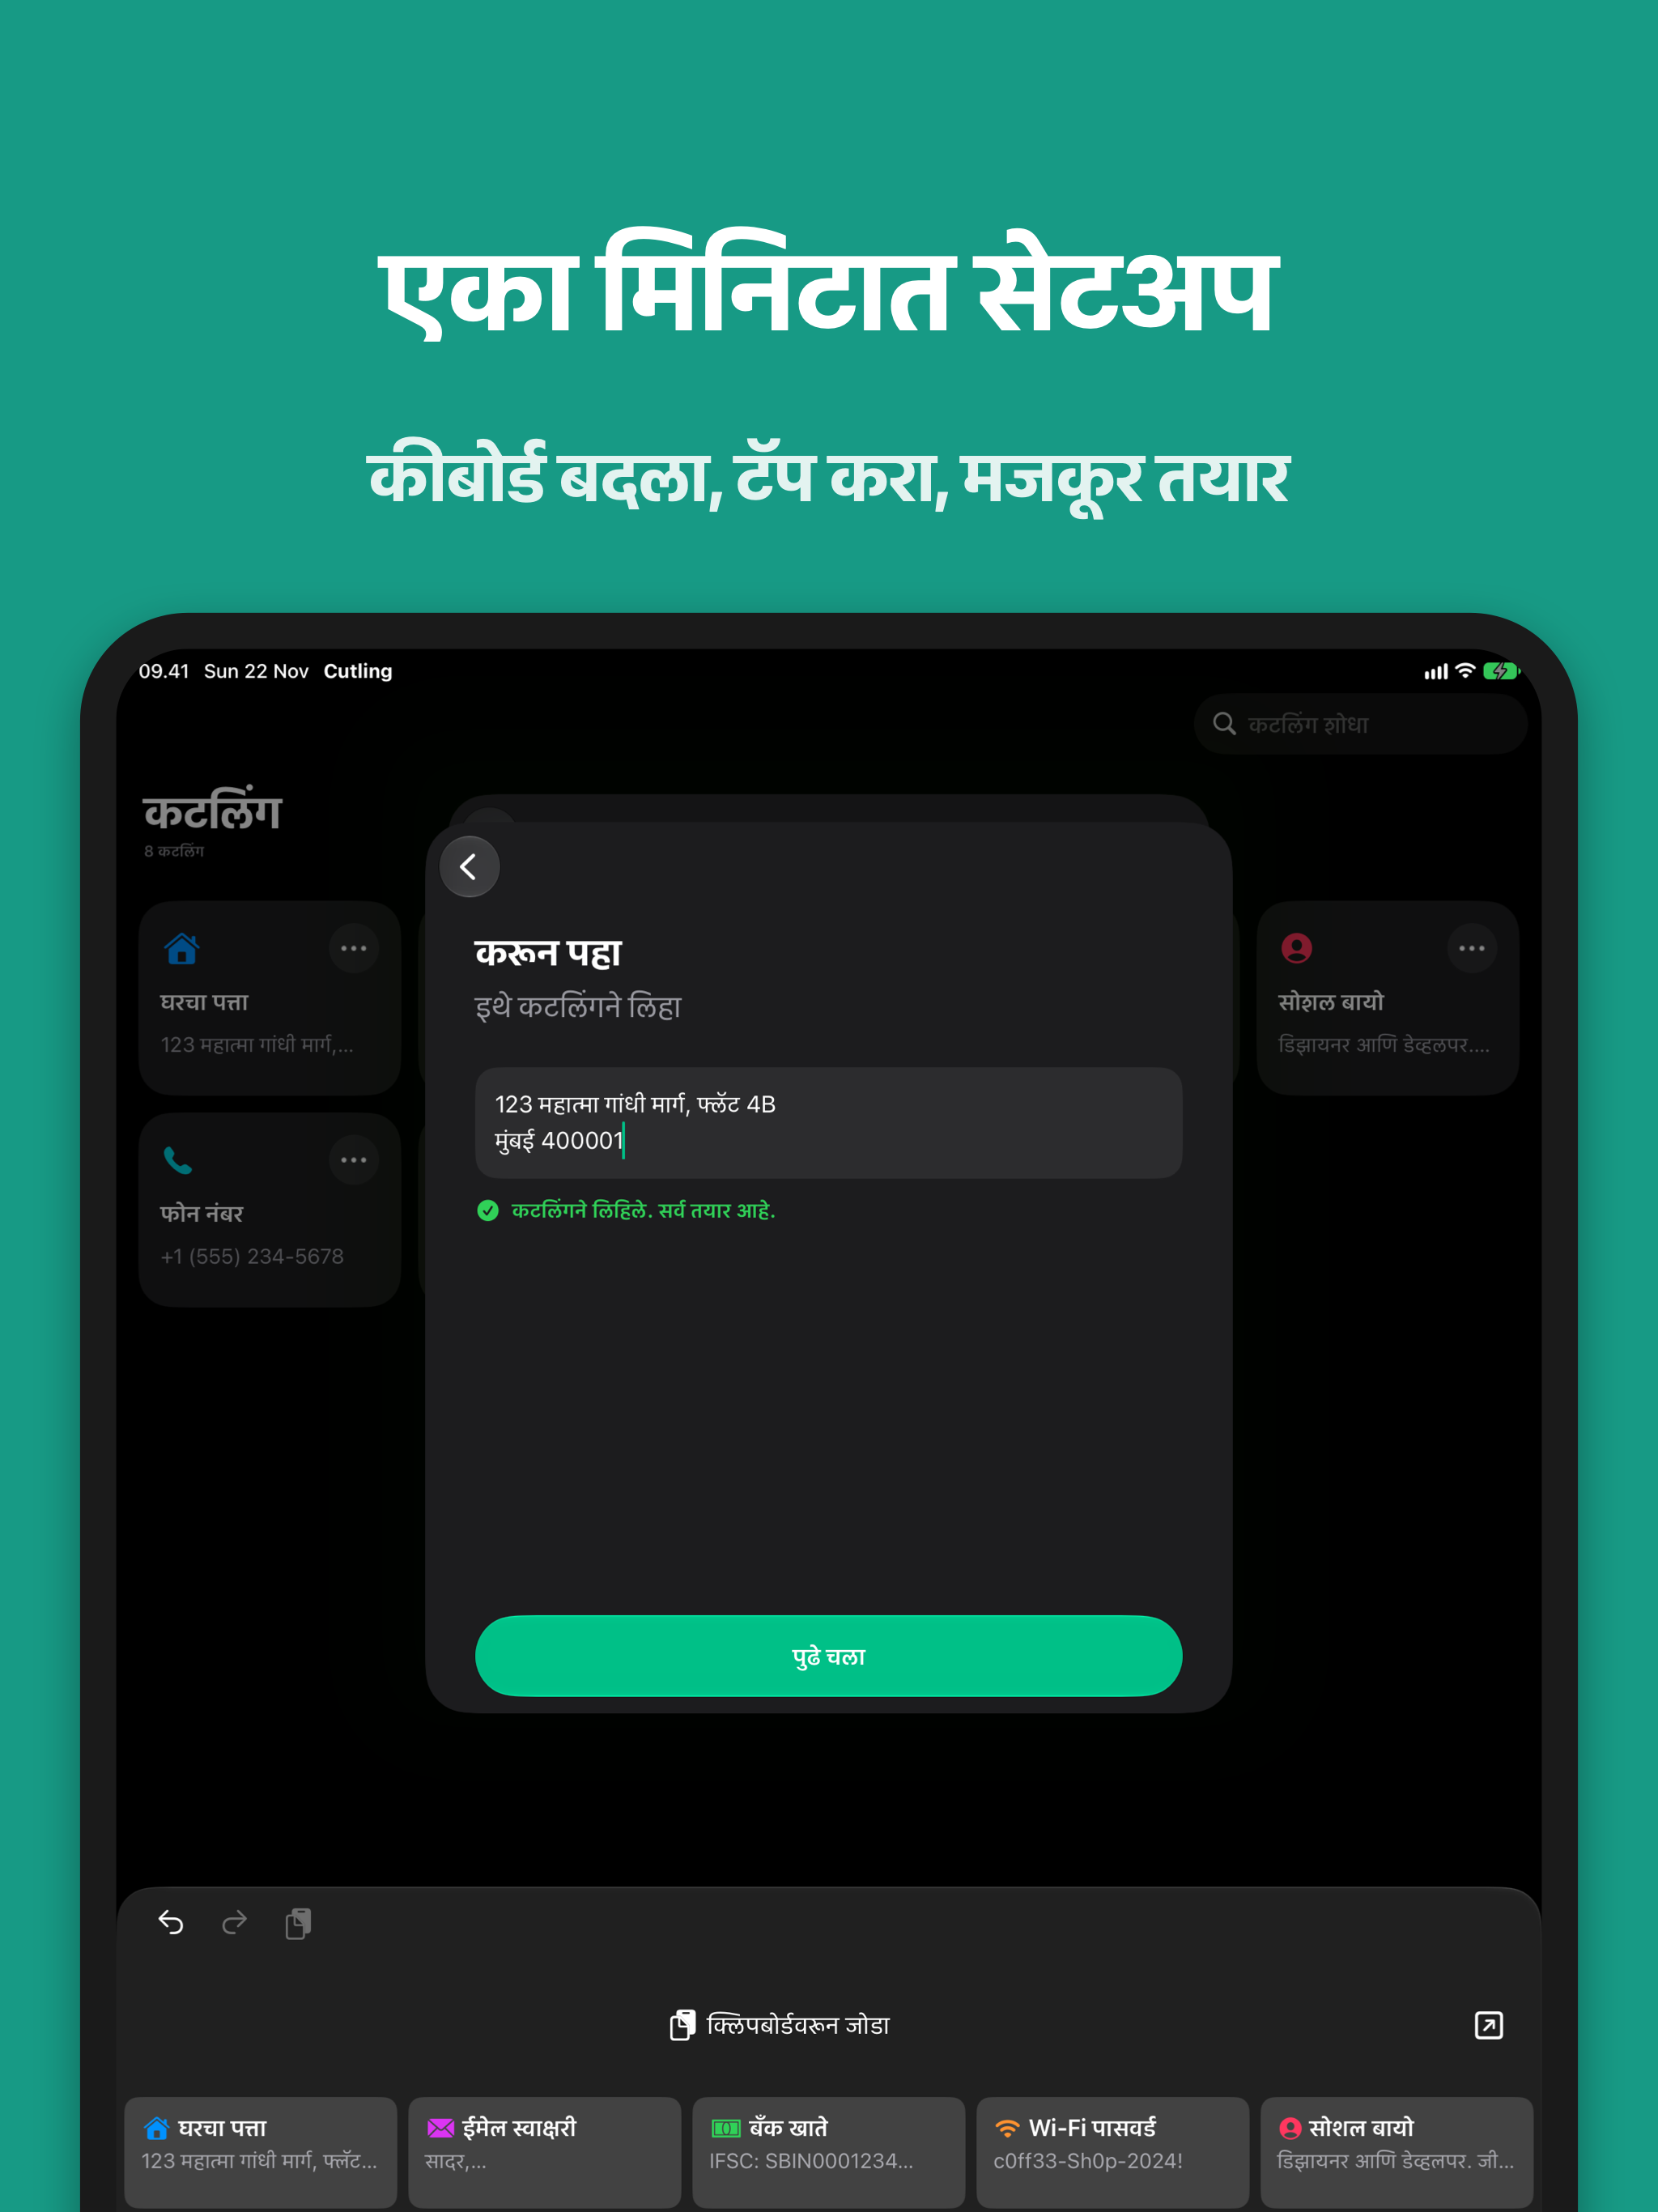 एका मिनिटात सेटअप
कीबोर्ड बदला, टॅप करा, मजकूर तयार
09.41 Sun 22 Nov Cutling
कटलिंग शोधा
कटलिंग
8 कटलिंग
घरचा पत्ता
123 महात्मा गांधी मार्ग,...
सोशल बायो
डिझायनर आणि डेव्हलपर....
फोन नंबर
+1 (555) 234-5678
करून पहा
इथे कटलिंगने लिहा
123 महात्मा गांधी मार्ग, फ्लॅट 4B
मुंबई 400001
कटलिंगने लिहिले. सर्व तयार आहे.
पुढे चला
क्लिपबोर्डवरून जोडा
घरचा पत्ता
123 महात्मा गांधी मार्ग, फ्लॅट...
ईमेल स्वाक्षरी
सादर,...
बँक खाते
IFSC: SBIN0001234...
Wi-Fi पासवर्ड
c0ff33-Sh0p-2024!
सोशल बायो
डिझायनर आणि डेव्हलपर. जी...